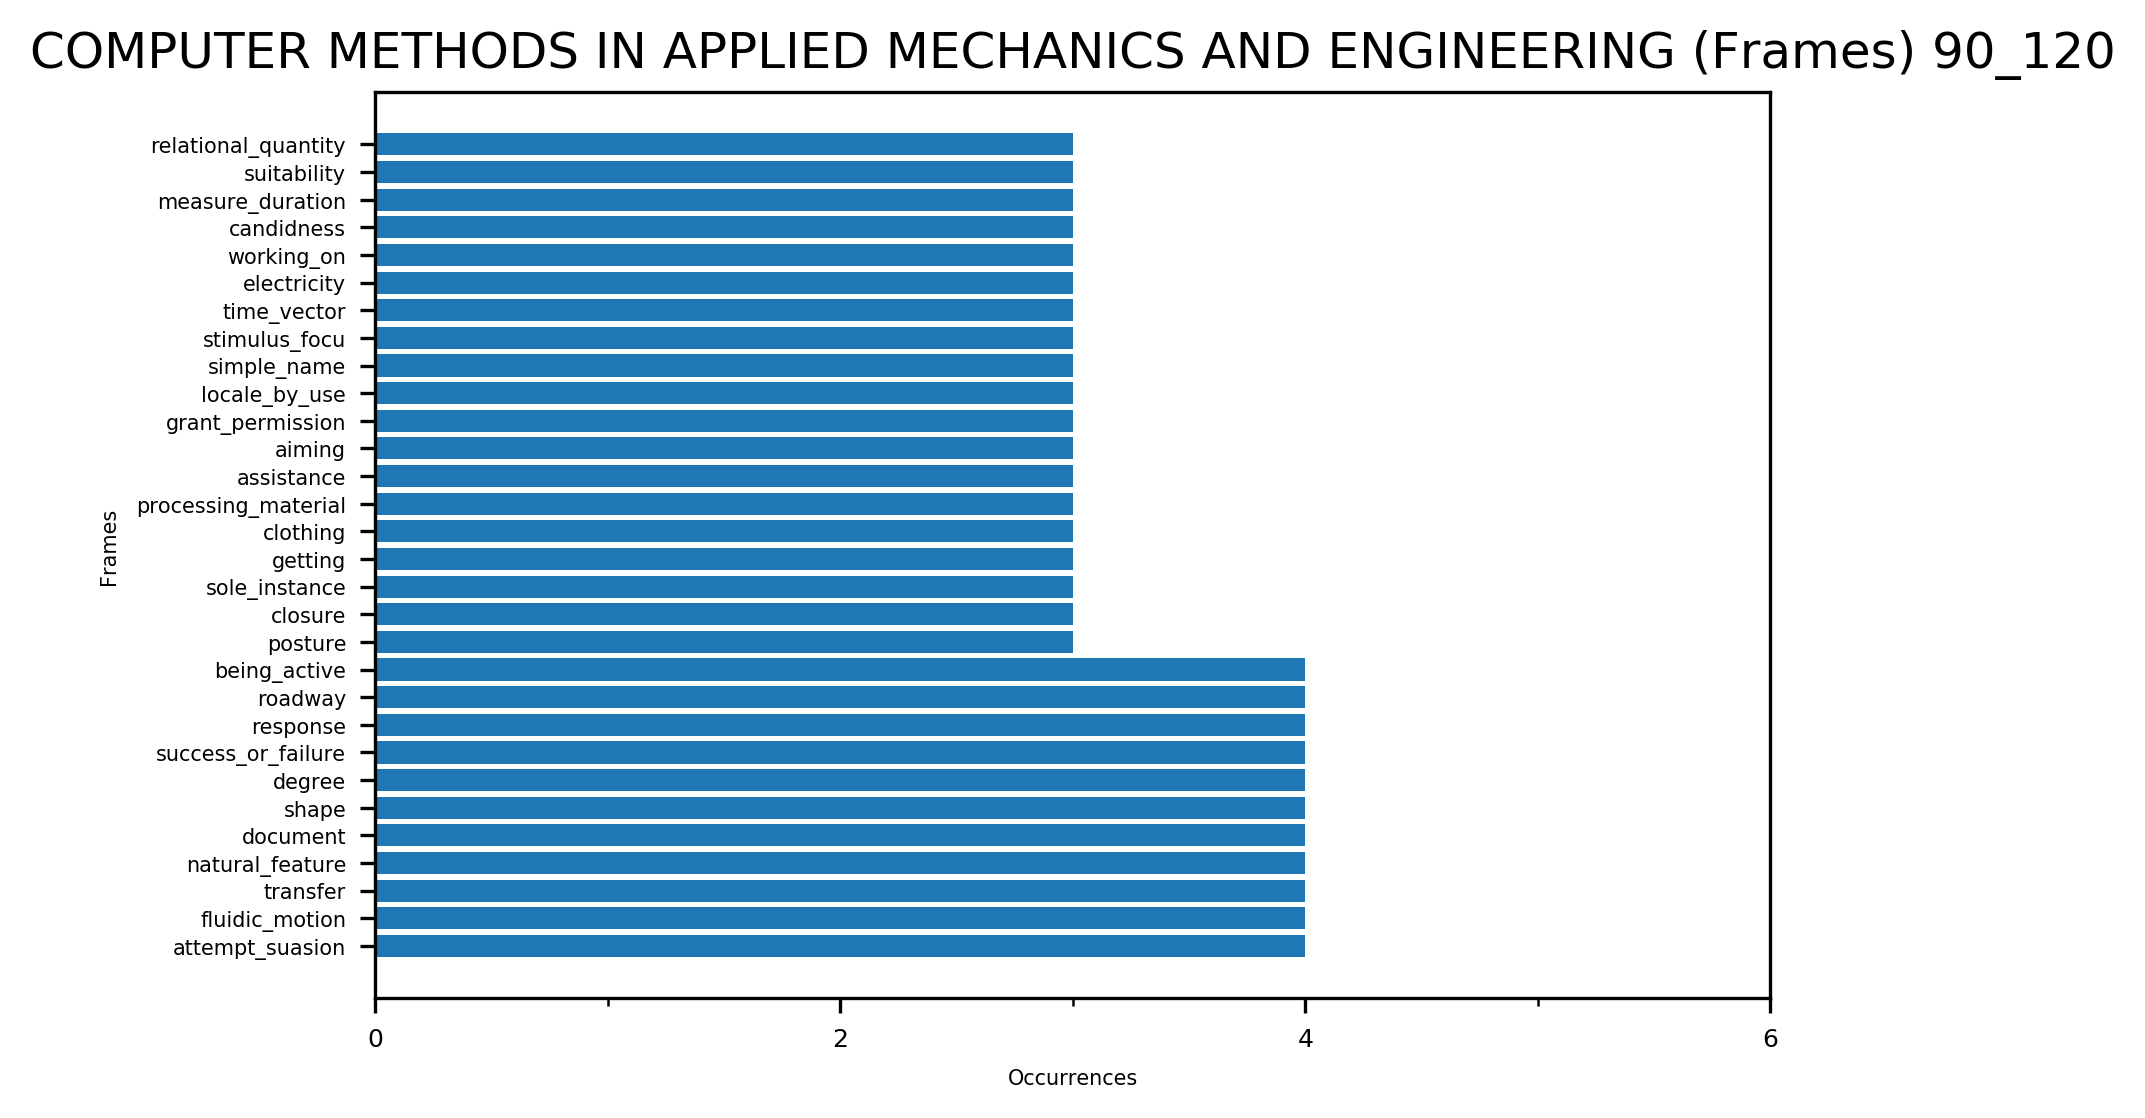 COMPUTER METHODS IN APPLIED MECHANICS AND ENGINEERING (Frames) 90_120
relational_quantity
suitability
measure_duration
candidness
working_on
electricity
time_vector
stimulus_focu
simple_name
locale_by_use
grant_permission
aiming
assistance
processing_material
clothing
getting
sole_instance
closure
posture
being_active
roadway
response
success_or_failure
degree
shape
document
natural_feature
transfer
fluidic_motion
attempt_suasion
Frames
0 2 4 6
Occurrences